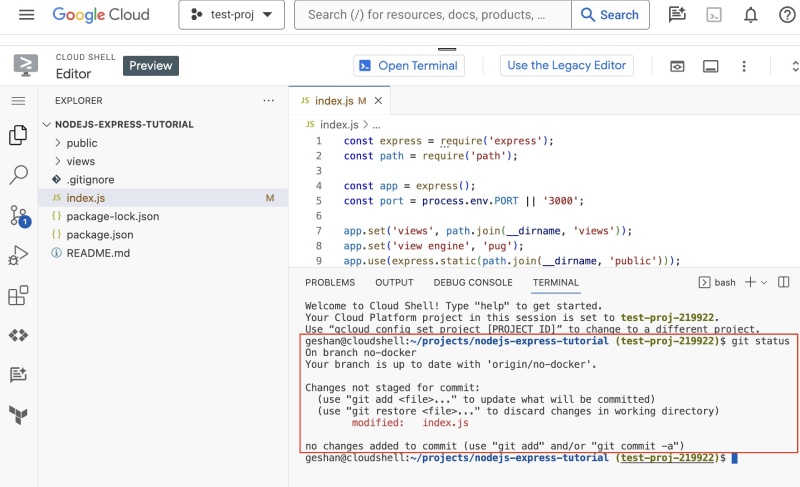 Google Cloud
test-proj
Search (/) for resources, docs, products, ...
Search
CLOUD SHELL
Editor
Preview
Open Terminal
Use the Legacy Editor
EXPLORER
NODEJS-EXPRESS-TUTORIAL
public
views
.gitignore
JS index.js M
{} package-lock.json
{} package.json
README.md
1
JS index.js M
JS index.js > ...
1 const express = require('express');
2 const path = require('path');
3
4 const app = express();
5 const port = process.env.PORT || '3000';
6
7 app.set('views', path.join(__dirname, 'views'));
8 app.set('view engine', 'pug');
9 app.use(express.static(path.join(__dirname, 'public')));
PROBLEMS OUTPUT DEBUG CONSOLE TERMINAL
bash
Welcome to Cloud Shell! Type "help" to get started.
Your Cloud Platform project in this session is set to test-proj-219922.
Use “gcloud config set project [PROJECT_ID]” to change to a different project.
geshan@cloudshell:~/projects/nodejs-express-tutorial (test-proj-219922)$ git status
On branch no-docker
Your branch is up to date with 'origin/no-docker'.
Changes not staged for commit:
(use "git add <file>..." to update what will be committed)
(use "git restore <file>..." to discard changes in working directory)
modified: index.js
no changes added to commit (use "git add" and/or "git commit -a")
geshan@cloudshell:~/projects/nodejs-express-tutorial (test-proj-219922)$